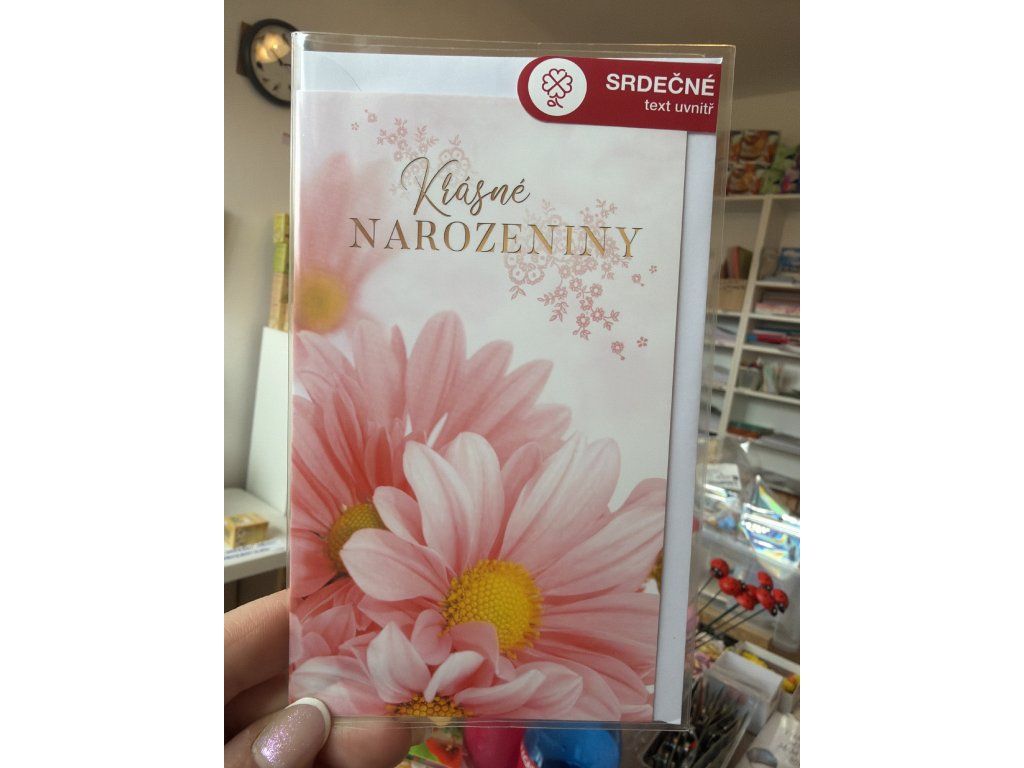 SRDEČNÉ
text uvnitř
Krásné
NAROZENINY